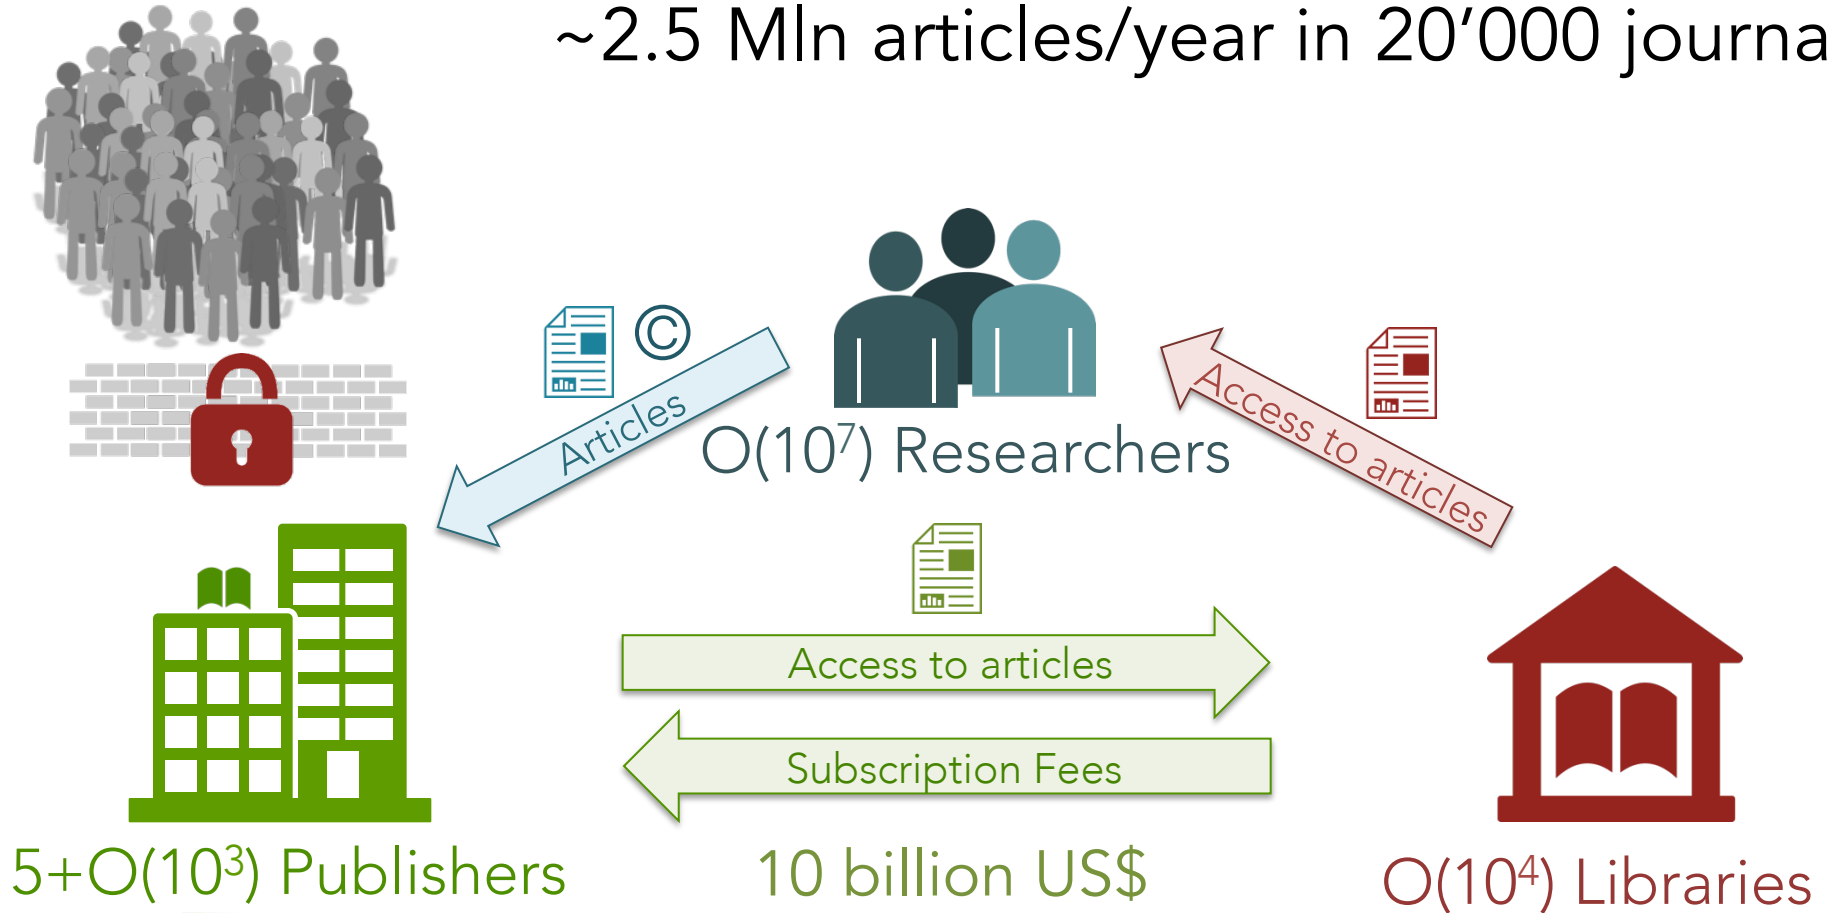 ~2.5 Mln articles/year in 20’000 journa
©
Articles
O(10⁷) Researchers
Access to articles
Access to articles
Subscription Fees
5+O(10³) Publishers
10 billion US$
O(10⁴) Libraries